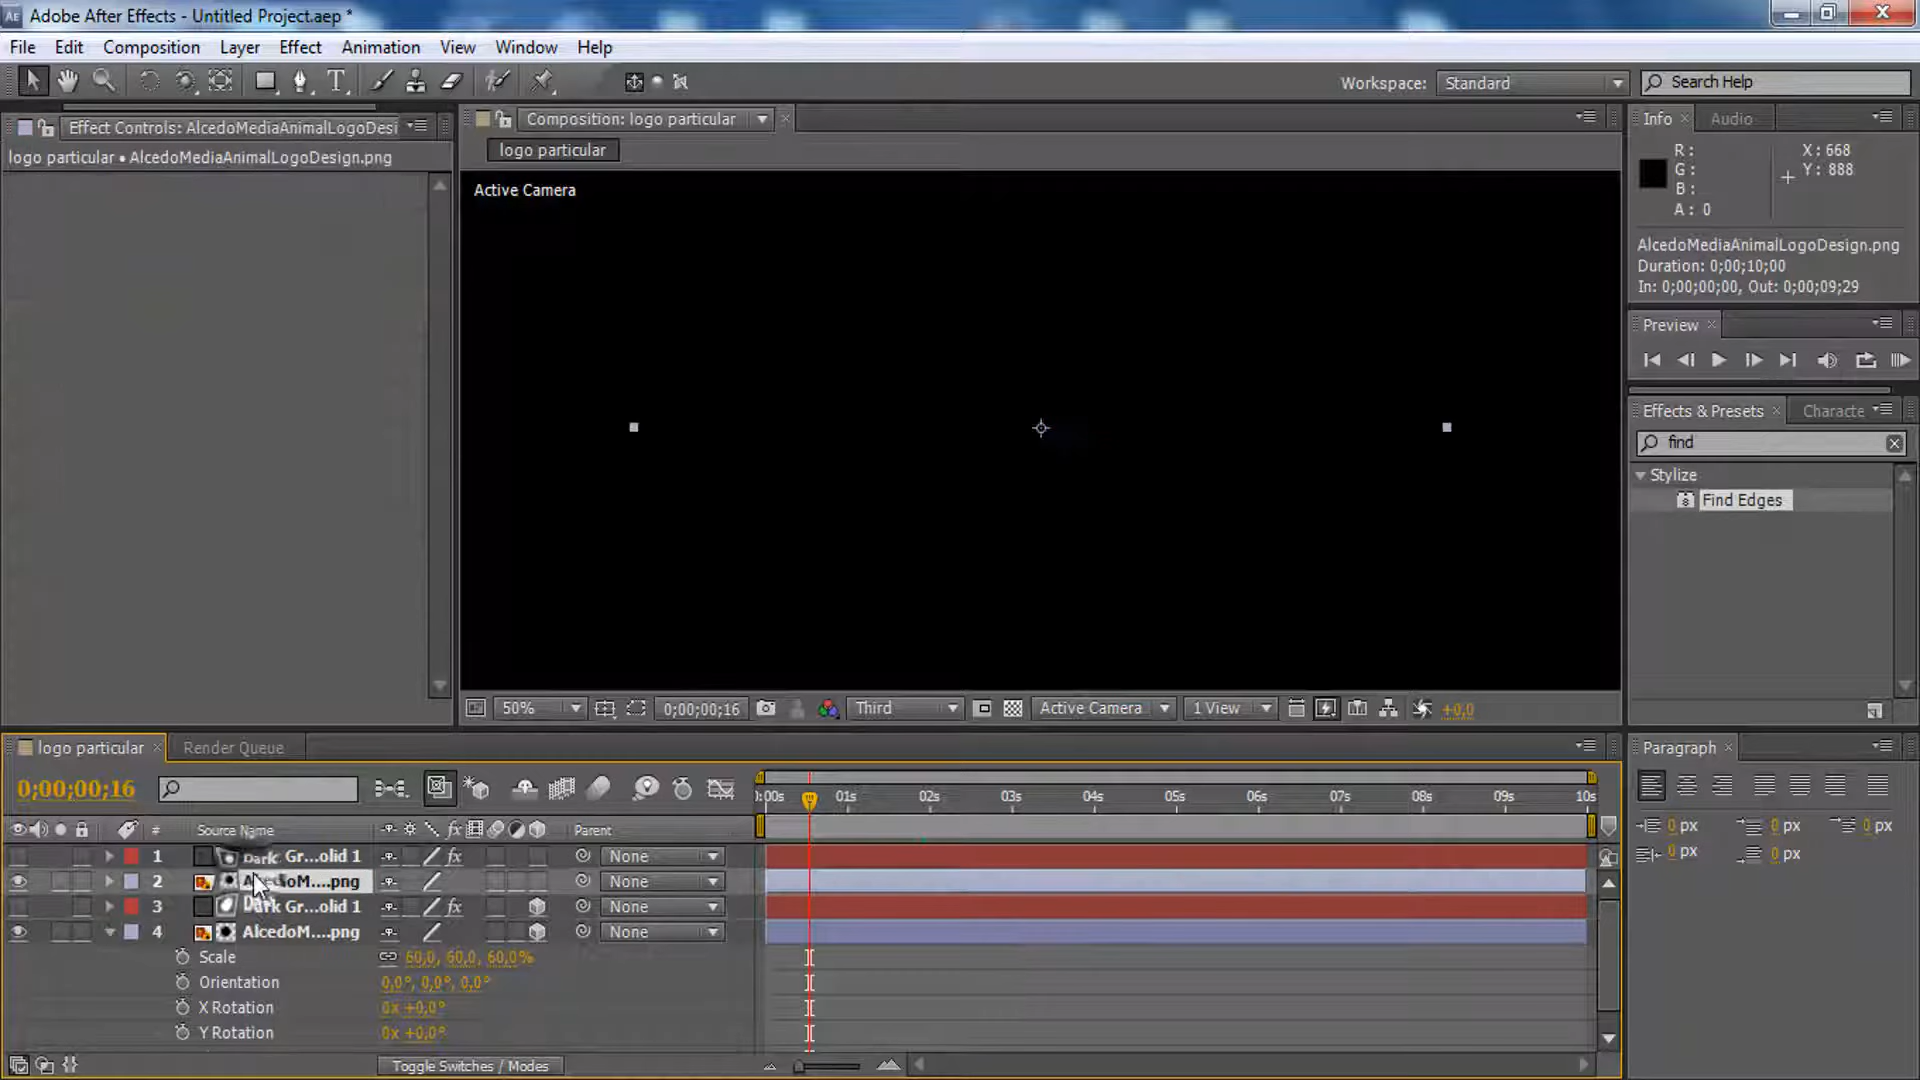 Adobe After Effects - Untitled Project.aep *
File Edit Composition Layer Effect Animation View Window Help
Workspace: Standard Search Help
Effect Controls: AlcedoMediaAnimalLogoDesi
Composition: logo particular
Info Audio
logo particular • AlcedoMediaAnimalLogoDesign.png
logo particular
Active Camera
R: X: 668
G: Y: 888
B:
A: 0
AlcedoMediaAnimalLogoDesign.png
Duration: 0;00;10;00
In: 0;00;00;00, Out: 0;00;09;29
Preview
Effects & Presets Characte
find
Stylize
Find Edges
50% 0;00;00;16 Third Active Camera 1 View +0,0
logo particular Render Queue
Paragraph
0;00;00;16
):00s 01s 02s 03s 04s 05s 06s 07s 08s 09s 10s
# Source Name fx Parent
0 px 0 px 0 px
0 px 0 px
1 Dark Gr...olid 1 fx None
2 AlcedoM....png None
3 Dark Gr...olid 1 fx None
4 AlcedoM....png None
Scale 60,0, 60,0, 60,0%
Orientation 0,0°, 0,0°, 0,0°
X Rotation 0x +0,0°
Y Rotation 0x +0,0°
Toggle Switches / Modes